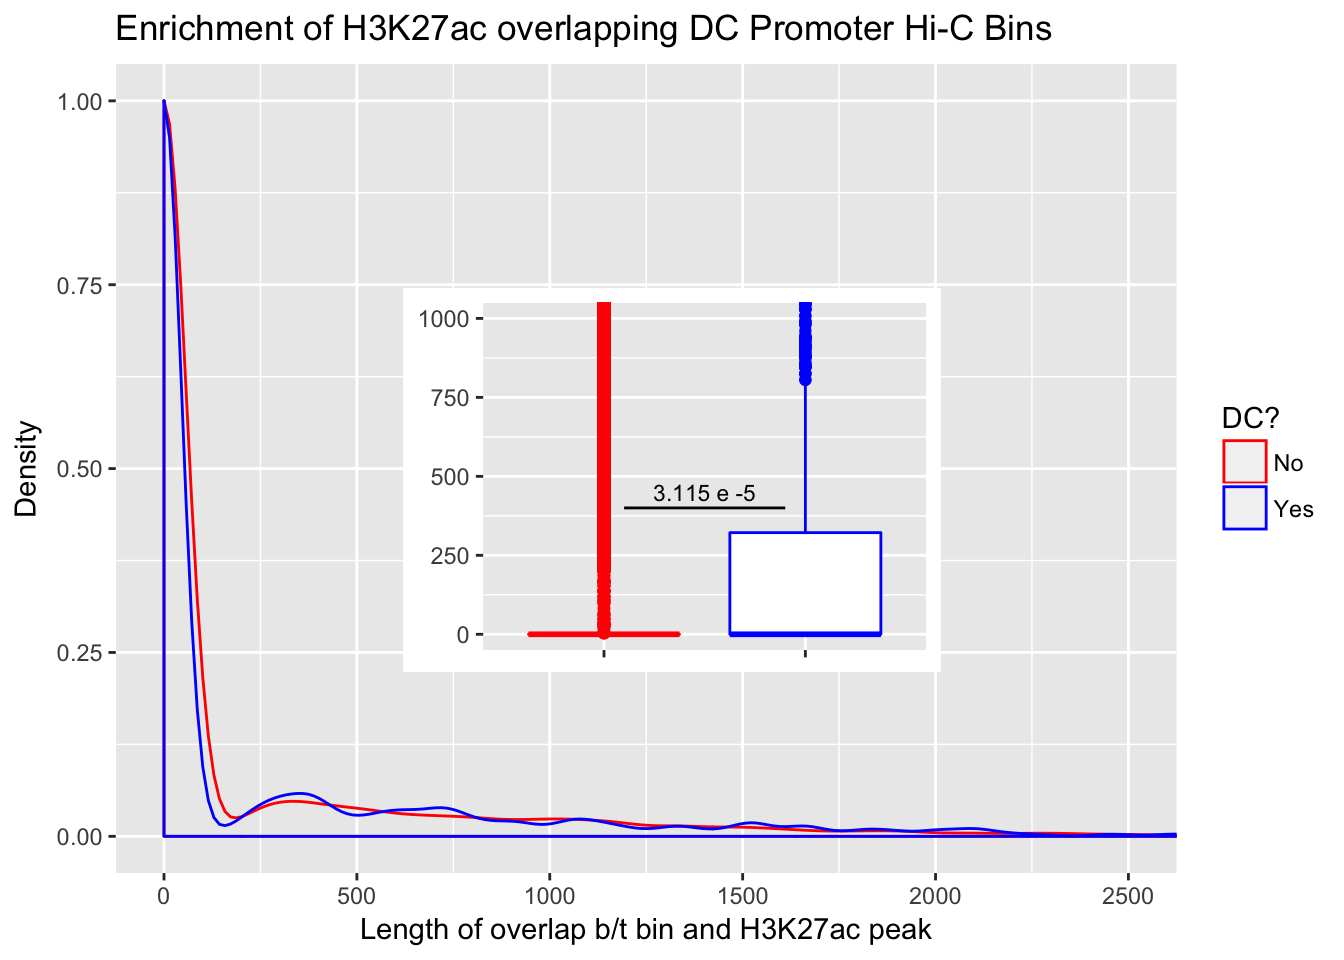 Enrichment of H3K27ac overlapping DC Promoter Hi-C Bins
1.00
0.75
0.50
0.25
0.00
Density
1000
750
500
250
0
3.115 e -5
DC?
No
Yes
0 500 1000 1500 2000 2500
Length of overlap b/t bin and H3K27ac peak